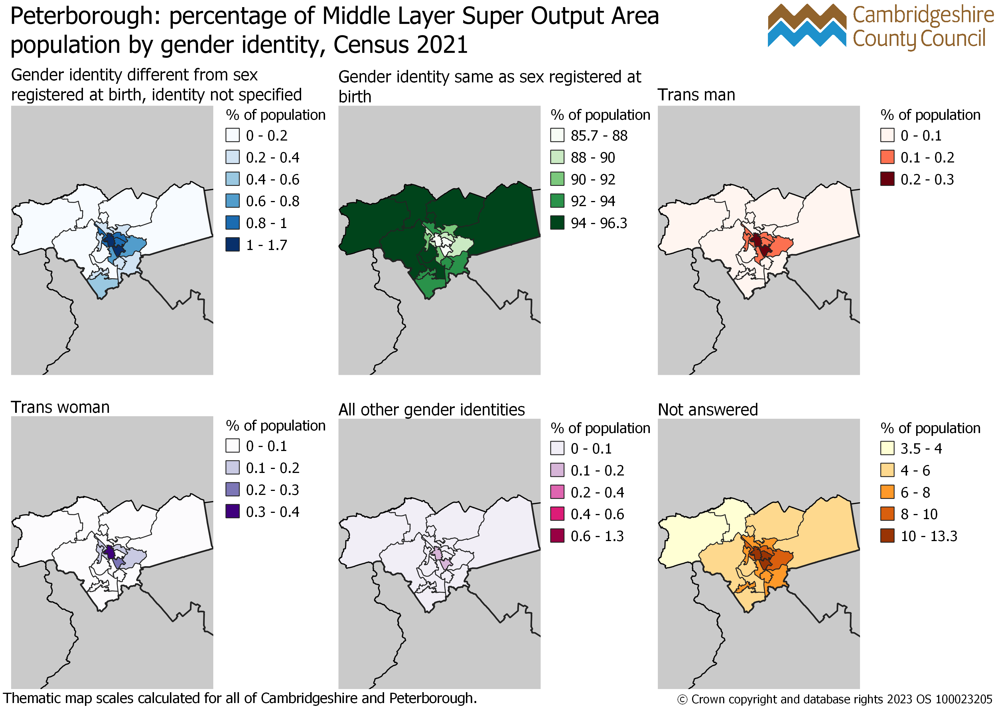 Peterborough: percentage of Middle Layer Super Output Area
population by gender identity, Census 2021
Cambridgeshire
County Council
Gender identity different from sex
registered at birth, identity not specified
% of population
0 - 0.2
0.2 - 0.4
0.4 - 0.6
0.6 - 0.8
0.8 - 1
1 - 1.7
Gender identity same as sex registered at
birth
% of population
85.7 - 88
88 - 90
90 - 92
92 - 94
94 - 96.3
Trans man
% of population
0 - 0.1
0.1 - 0.2
0.2 - 0.3
Trans woman
% of population
0 - 0.1
0.1 - 0.2
0.2 - 0.3
0.3 - 0.4
All other gender identities
% of population
0 - 0.1
0.1 - 0.2
0.2 - 0.4
0.4 - 0.6
0.6 - 1.3
Not answered
% of population
3.5 - 4
4 - 6
6 - 8
8 - 10
10 - 13.3
Thematic map scales calculated for all of Cambridgeshire and Peterborough.
© Crown copyright and database rights 2023 OS 100023205